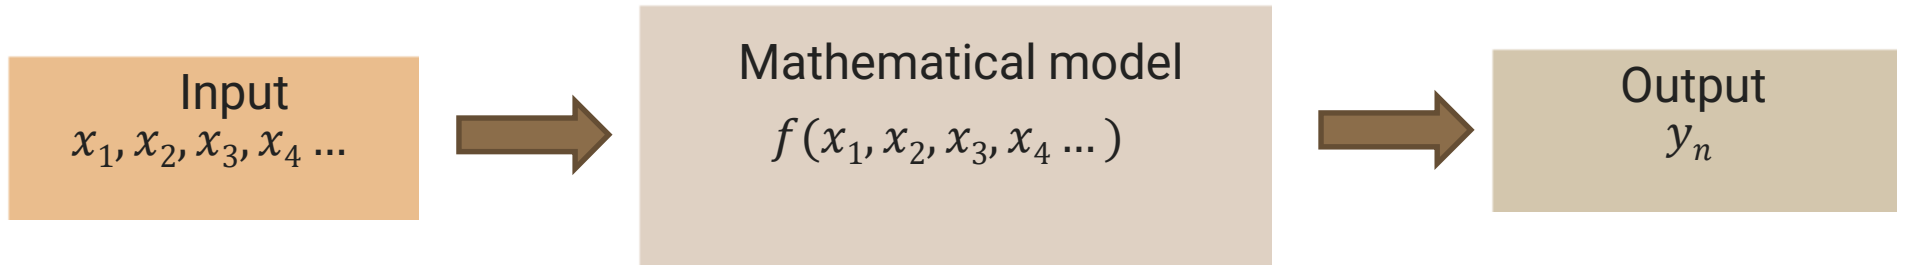 Input
x₁, x₂, x₃, x₄ ...
Mathematical model
f(x₁, x₂, x₃, x₄ ... )
Output
yₙ